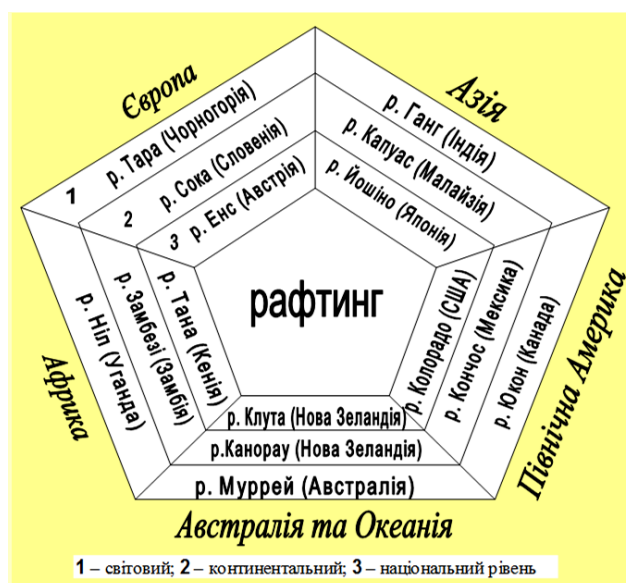 Європа
Азія
р. Тара (Чорногорія)
р. Сока (Словенія)
р. Енс (Австрія)
1
2
3
р. Ганг (Індія)
р. Капуас (Малайзія)
р. Йошіно (Японія)
рафтинг
р. Ніл (Уганда)
р. Замбезі (Замбія)
р. Тана (Кенія)
р. Колорадо (США)
р. Кончос (Мексика)
р. Юкон (Канада)
Африка
Північна Америка
р. Клута (Нова Зеландія)
р.Канорау (Нова Зеландія)
р. Муррей (Австралія)
Австралія та Океанія
1 – світовий; 2 – континентальний; 3 – національний рівень